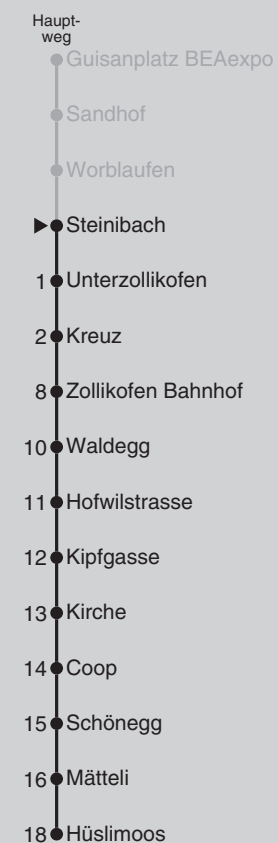 Haupt-
weg
Guisanplatz BEAexpo
Sandhof
Worblaufen
Steinibach
1 Unterzollikofen
2 Kreuz
8 Zollikofen Bahnhof
10 Waldegg
11 Hofwilstrasse
12 Kipfgasse
13 Kirche
14 Coop
15 Schönegg
16 Mätteli
18 Hüslimoos